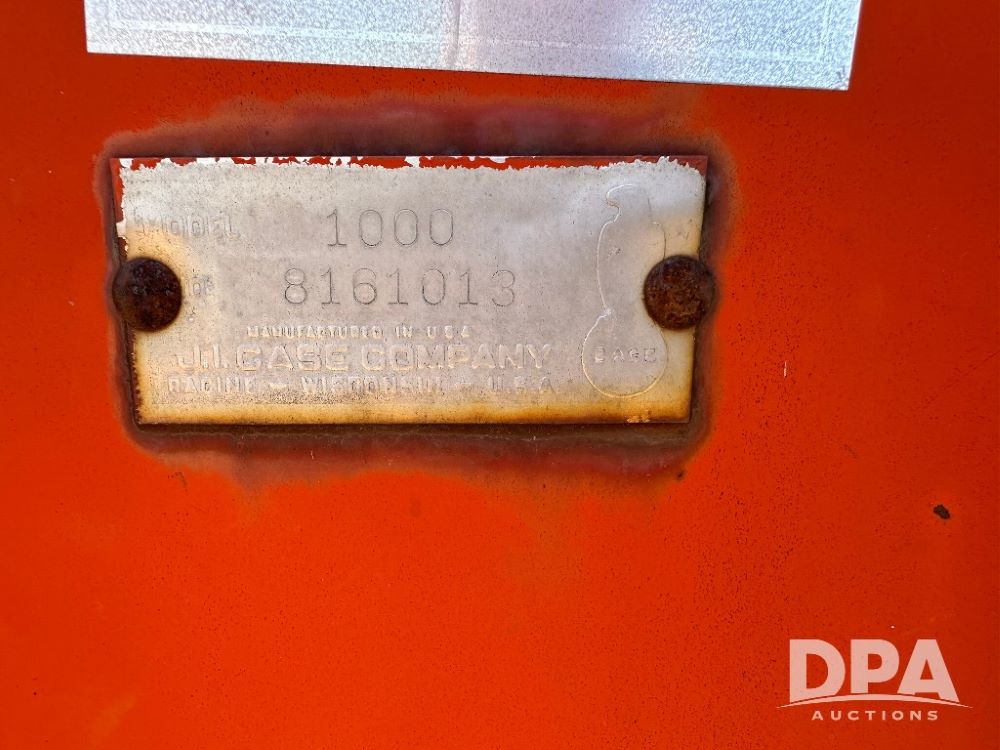 MODEL 1000
8161013
MANUFACTURED IN U.S.A
J.I. CASE COMPANY
RACINE - WISCONSIN - U.S.A
CASE
DPA
AUCTIONS